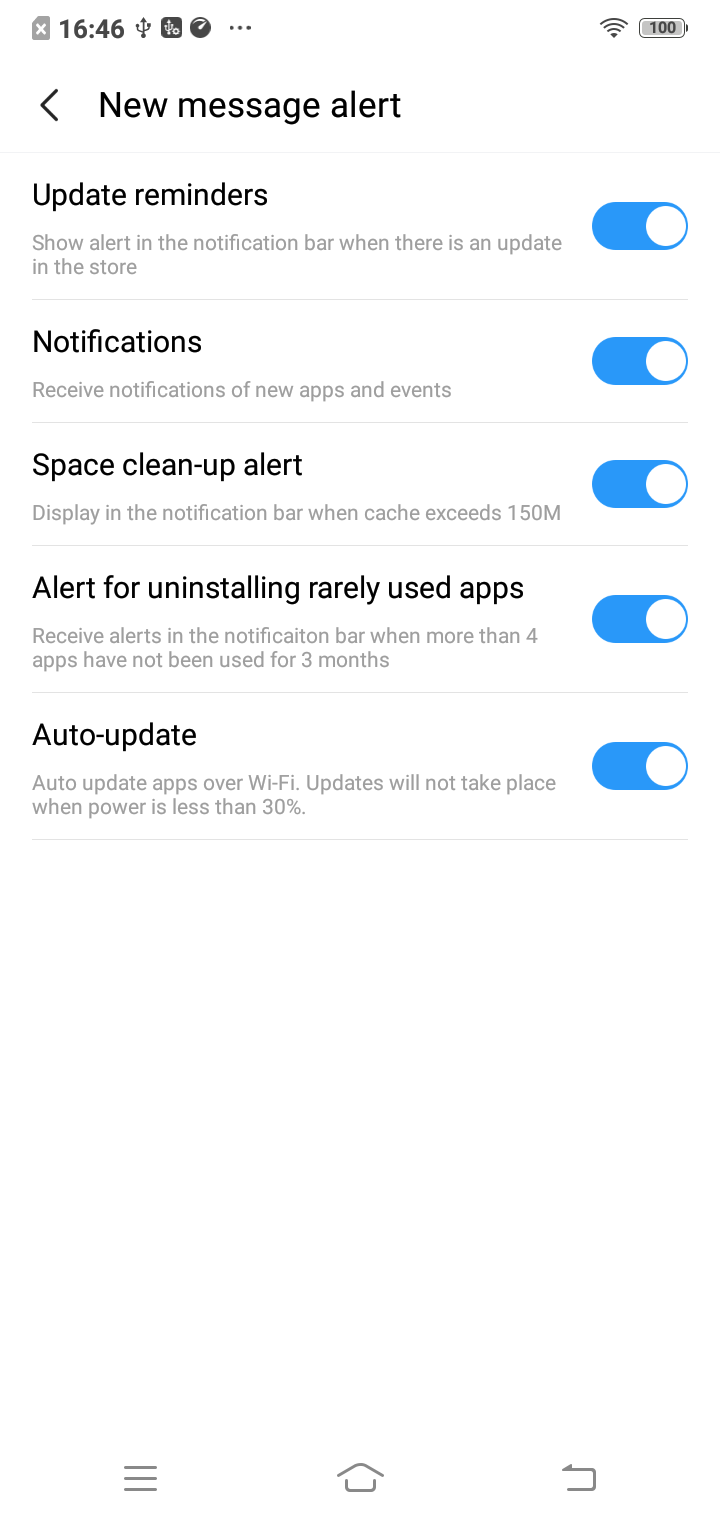 16:46
100
New message alert
Update reminders
Show alert in the notification bar when there is an update
in the store
Notifications
Receive notifications of new apps and events
Space clean-up alert
Display in the notification bar when cache exceeds 150M
Alert for uninstalling rarely used apps
Receive alerts in the notificaiton bar when more than 4
apps have not been used for 3 months
Auto-update
Auto update apps over Wi-Fi. Updates will not take place
when power is less than 30%.